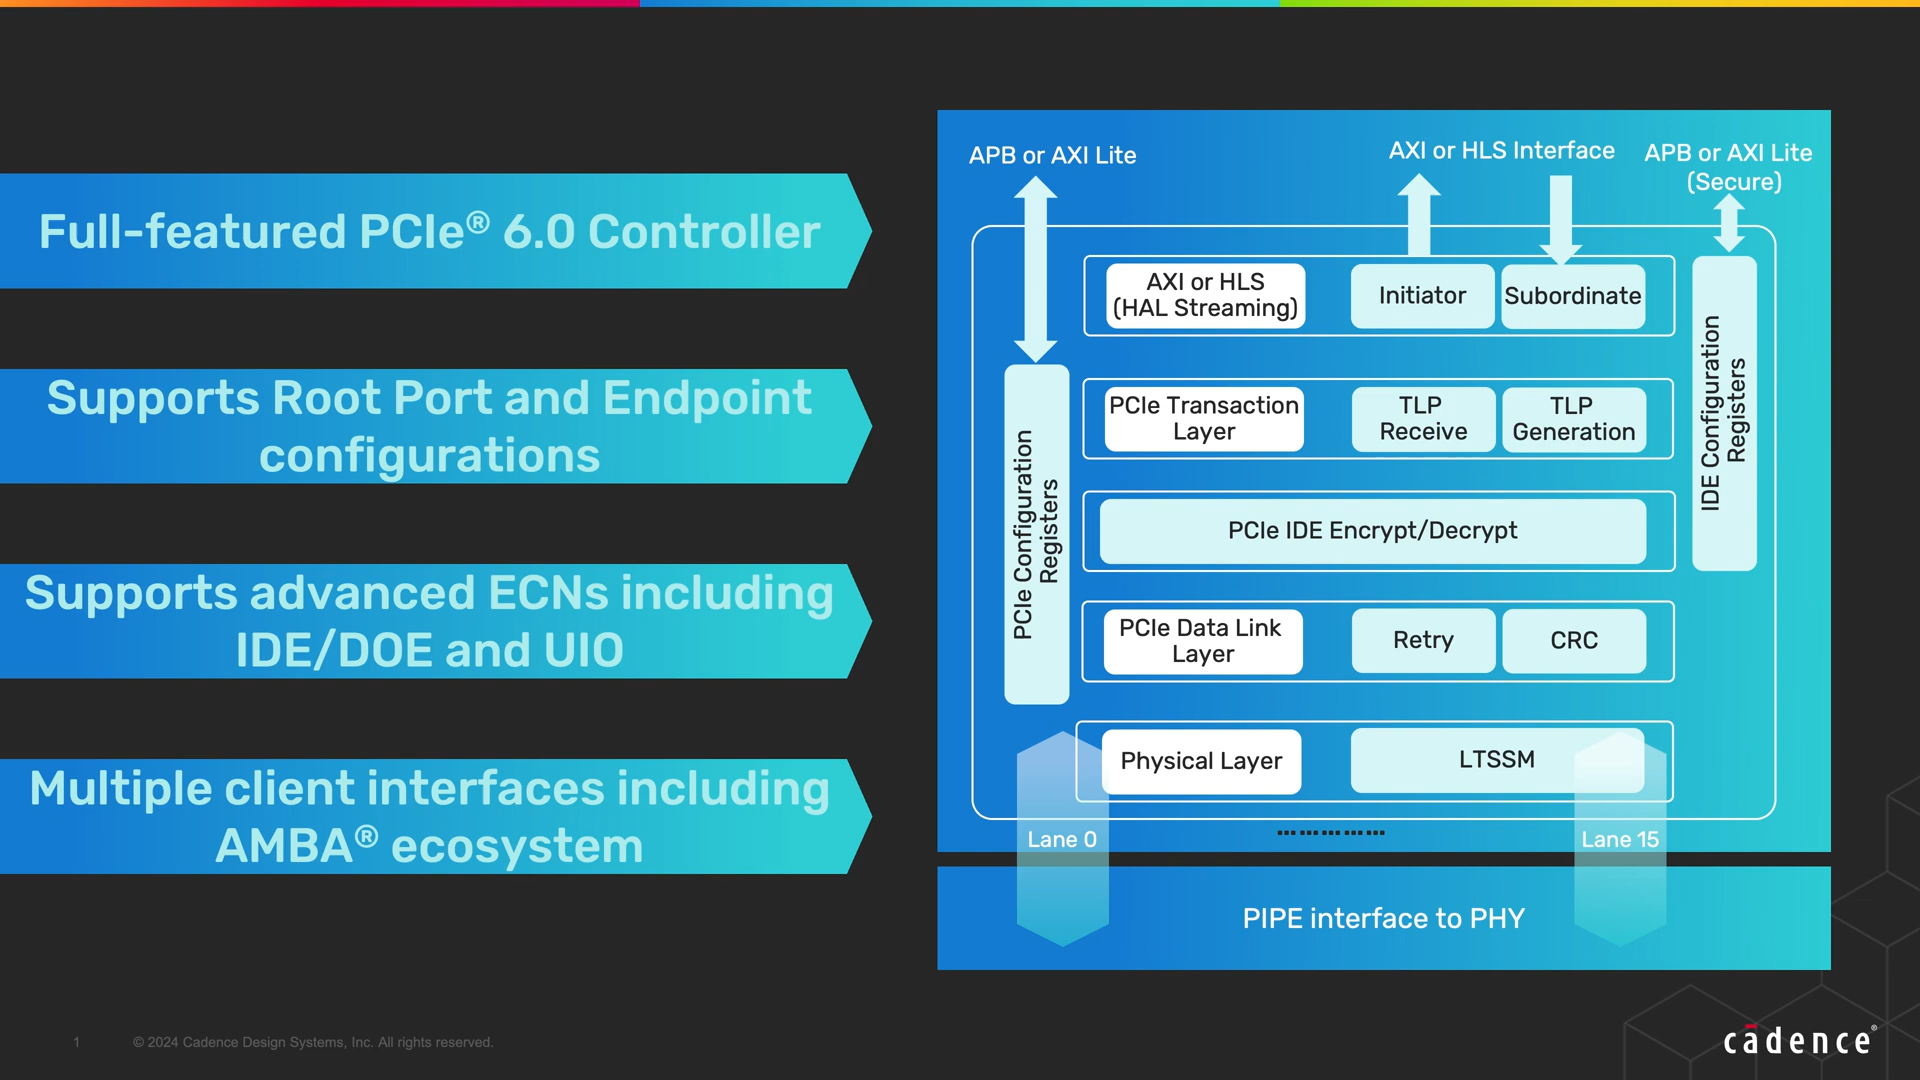 Full-featured PCIe® 6.0 Controller
Supports Root Port and Endpoint
configurations
Supports advanced ECNs including
IDE/DOE and UIO
Multiple client interfaces including
AMBA® ecosystem
APB or AXI Lite
AXI or HLS Interface
APB or AXI Lite
(Secure)
AXI or HLS
(HAL Streaming)
Initiator
Subordinate
PCIe Configuration
Registers
IDE Configuration
Registers
PCIe Transaction
Layer
TLP
Receive
TLP
Generation
PCIe IDE Encrypt/Decrypt
PCIe Data Link
Layer
Retry
CRC
Physical Layer
LTSSM
Lane 0
Lane 15
PIPE interface to PHY
1
© 2024 Cadence Design Systems, Inc. All rights reserved.
cādence®